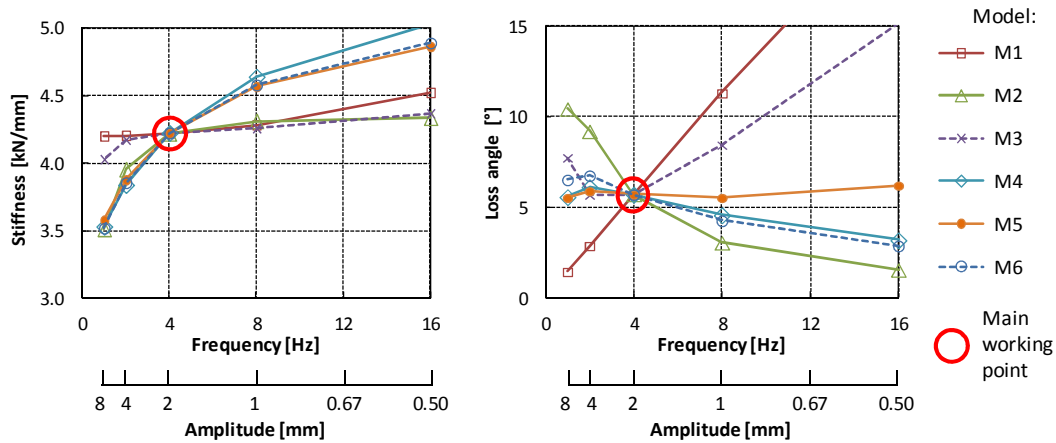 5.0
4.5
4.0
3.5
3.0
Stiffness [kN/mm]
0 4 8 12 16
Frequency [Hz]
8 4 2 1 0.67 0.50
Amplitude [mm]
15
10
5
0
Loss angle [°]
0 4 8 12 16
Frequency [Hz]
8 4 2 1 0.67 0.50
Amplitude [mm]
Model:
M1
M2
M3
M4
M5
M6
Main
working
point